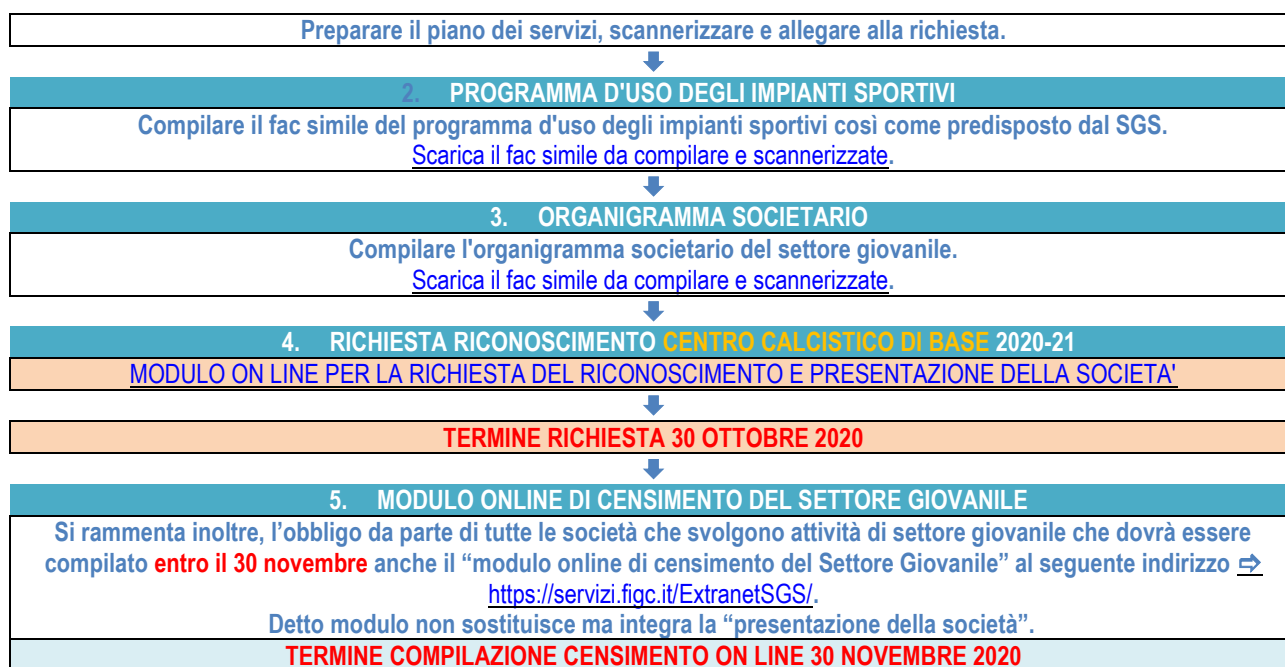 Preparare il piano dei servizi, scannerizzare e allegare alla richiesta.
2. PROGRAMMA D'USO DEGLI IMPIANTI SPORTIVI
Compilare il fac simile del programma d'uso degli impianti sportivi così come predisposto dal SGS.
Scarica il fac simile da compilare e scannerizzate.
3. ORGANIGRAMMA SOCIETARIO
Compilare l'organigramma societario del settore giovanile.
Scarica il fac simile da compilare e scannerizzate.
4. RICHIESTA RICONOSCIMENTO CENTRO CALCISTICO DI BASE 2020-21
MODULO ON LINE PER LA RICHIESTA DEL RICONOSCIMENTO E PRESENTAZIONE DELLA SOCIETA'
TERMINE RICHIESTA 30 OTTOBRE 2020
5. MODULO ONLINE DI CENSIMENTO DEL SETTORE GIOVANILE
Si rammenta inoltre, l'obbligo da parte di tutte le società che svolgono attività di settore giovanile che dovrà essere
compilato entro il 30 novembre anche il "modulo online di censimento del Settore Giovanile" al seguente indirizzo ⇨
https://servizi.figc.it/ExtranetSGS/.
Detto modulo non sostituisce ma integra la "presentazione della società".
TERMINE COMPILAZIONE CENSIMENTO ON LINE 30 NOVEMBRE 2020